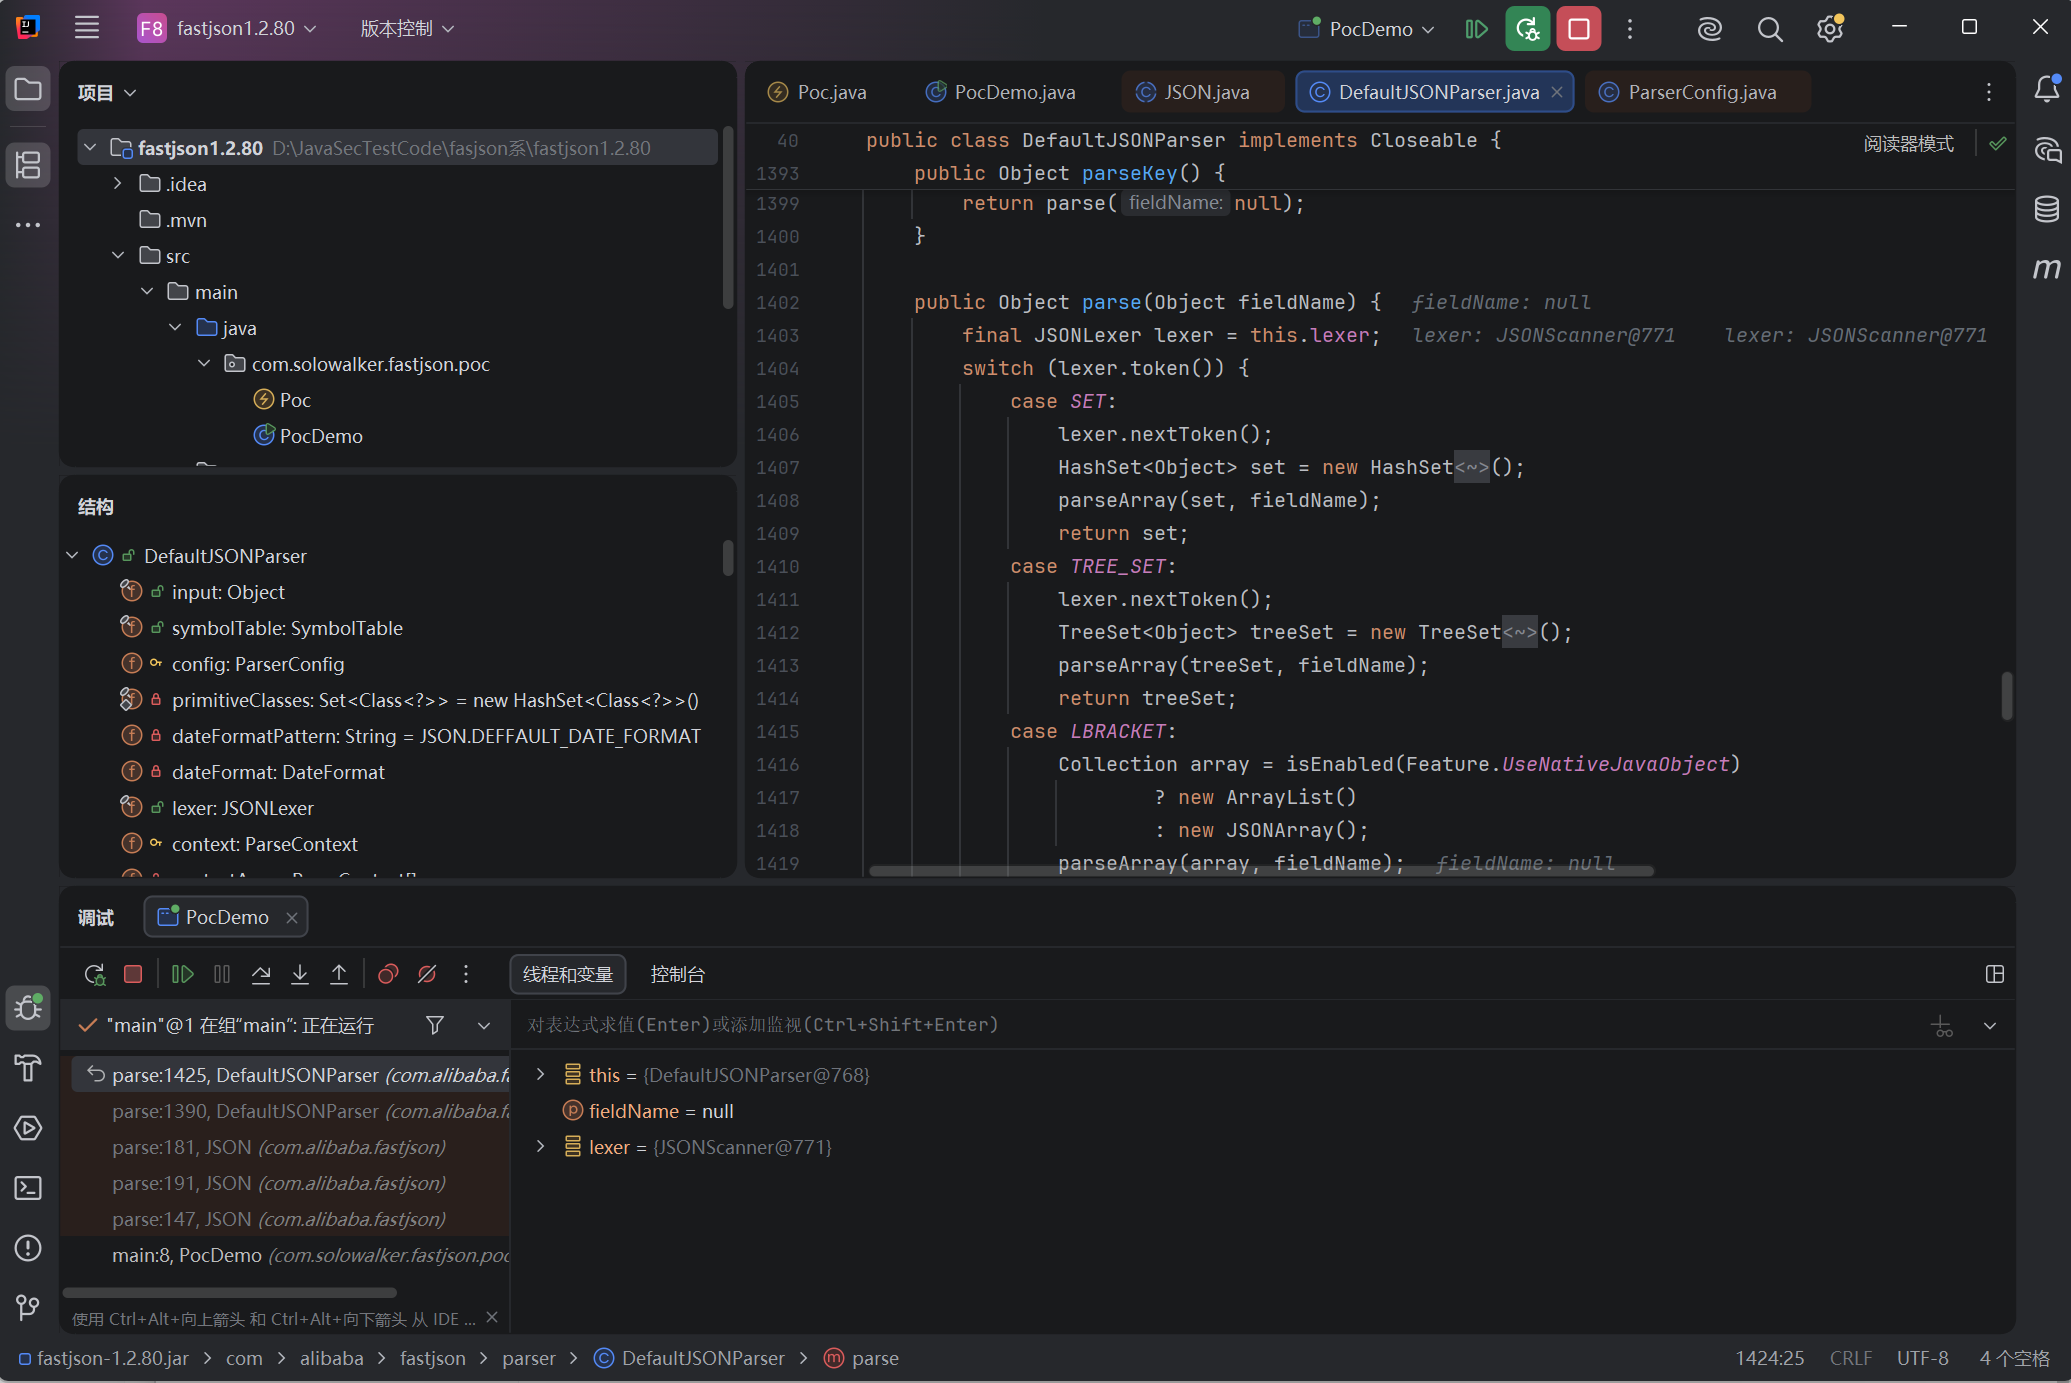 F8 fastjson1.2.80 版本控制 PocDemo
项目
fastjson1.2.80 D:\JavaSecTestCode\fasjson系\fastjson1.2.80
.idea
.mvn
src
main
java
com.solowalker.fastjson.poc
Poc
PocDemo
结构
DefaultJSONParser
input: Object
symbolTable: SymbolTable
config: ParserConfig
primitiveClasses: Set<Class<?>> = new HashSet<Class<?>>()
dateFormatPattern: String = JSON.DEFFAULT_DATE_FORMAT
dateFormat: DateFormat
lexer: JSONLexer
context: ParseContext
Poc.java PocDemo.java JSON.java DefaultJSONParser.java ParserConfig.java
阅读器模式
40 public class DefaultJSONParser implements Closeable {
1393 public Object parseKey() {
1399 return parse( fieldName: null);
1400 }
1401
1402 public Object parse(Object fieldName) { fieldName: null
1403 final JSONLexer lexer = this.lexer; lexer: JSONScanner@771 lexer: JSONScanner@771
1404 switch (lexer.token()) {
1405 case SET:
1406 lexer.nextToken();
1407 HashSet<Object> set = new HashSet<~>();
1408 parseArray(set, fieldName);
1409 return set;
1410 case TREE_SET:
1411 lexer.nextToken();
1412 TreeSet<Object> treeSet = new TreeSet<~>();
1413 parseArray(treeSet, fieldName);
1414 return treeSet;
1415 case LBRACKET:
1416 Collection array = isEnabled(Feature.UseNativeJavaObject)
1417 ? new ArrayList()
1418 : new JSONArray();
1419 parseArray(array, fieldName); fieldName: null
调试 PocDemo
线程和变量 控制台
"main"@1 在组"main": 正在运行
parse:1425, DefaultJSONParser (com.alibaba.fa
parse:1390, DefaultJSONParser (com.alibaba.fa
parse:181, JSON (com.alibaba.fastjson)
parse:191, JSON (com.alibaba.fastjson)
parse:147, JSON (com.alibaba.fastjson)
main:8, PocDemo (com.solowalker.fastjson.poc
使用 Ctrl+Alt+向上箭头 和 Ctrl+Alt+向下箭头 从 IDE ...
对表达式求值(Enter)或添加监视(Ctrl+Shift+Enter)
this = {DefaultJSONParser@768}
fieldName = null
lexer = {JSONScanner@771}
fastjson-1.2.80.jar > com > alibaba > fastjson > parser > DefaultJSONParser > parse
1424:25 CRLF UTF-8 4 个空格